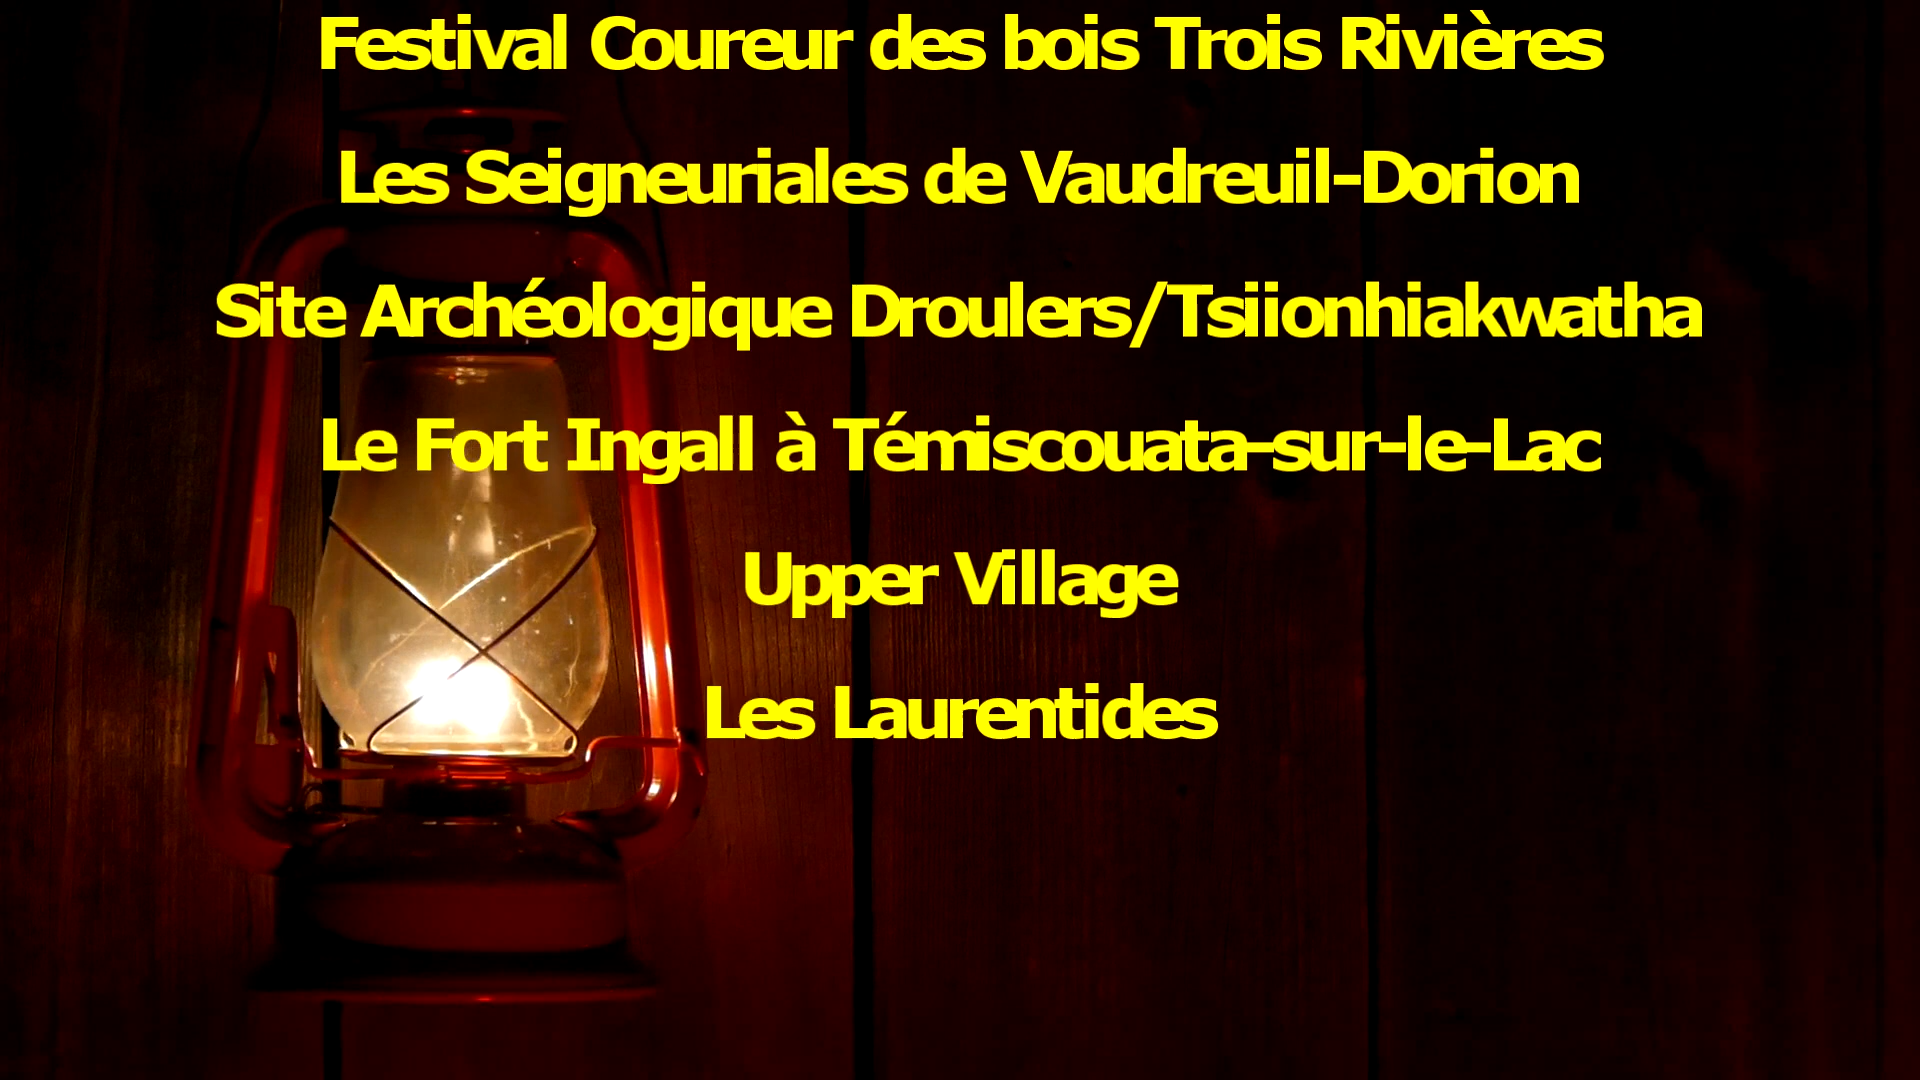 Festival Coureur des bois Trois Rivières
Les Seigneuriales de Vaudreuil-Dorion
Site Archéologique Droulers/Tsiionhiakwatha
Le Fort Ingall à Témiscouata-sur-le-Lac
Upper Village
Les Laurentides